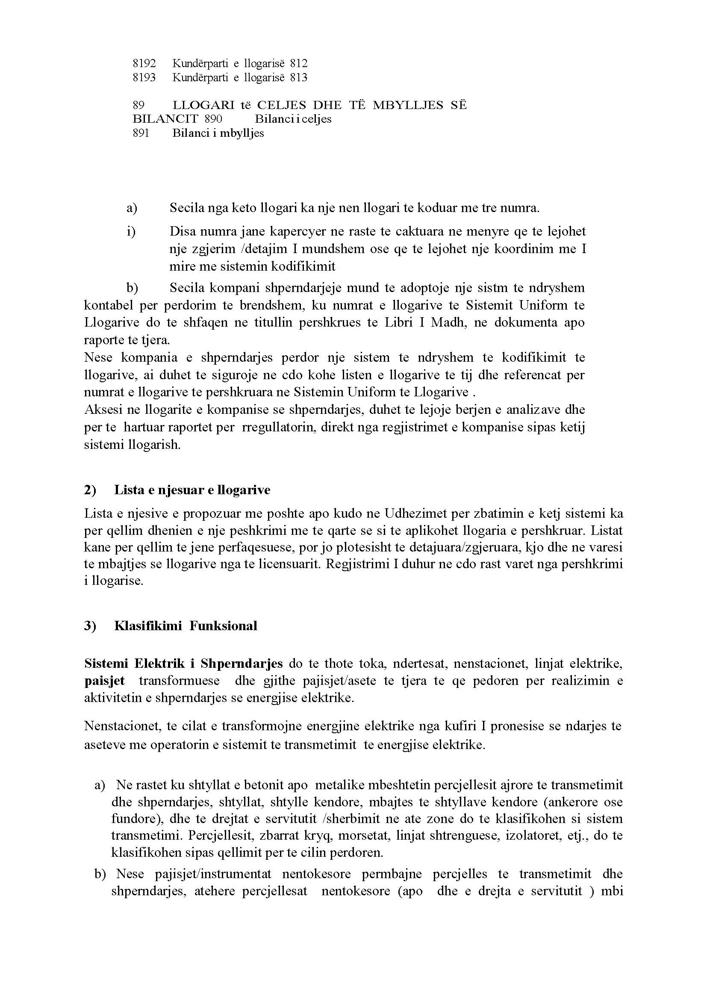 8192 Kundërparti e llogarisë 812
8193 Kundërparti e llogarisë 813
89 LLOGARI të CELJES DHE TË MBYLLJES SË
BILANCIT 890 Bilanci i celjes
891 Bilanci i mbylljes
a) Secila nga keto llogari ka nje nen llogari te koduar me tre numra.
i) Disa numra jane kapercyer ne raste te caktuara ne menyre qe te lejohet
nje zgjerim /detajim I mundshem ose qe te lejohet nje koordinim me I
mire me sistemin kodifikimit
b) Secila kompani shperndarjeje mund te adoptoje nje sistm te ndryshem
kontabel per perdorim te brendshem, ku numrat e llogarive te Sistemit Uniform te
Llogarive do te shfaqen ne titullin pershkrues te Libri I Madh, ne dokumenta apo
raporte te tjera.
Nese kompania e shperndarjes perdor nje sistem te ndryshem te kodifikimit te
llogarive, ai duhet te siguroje ne cdo kohe listen e llogarive te tij dhe referencat per
numrat e llogarive te pershkruara ne Sistemin Uniform te Llogarive .
Aksesi ne llogarite e kompanise se shperndarjes, duhet te lejoje berjen e analizave dhe
per te hartuar raportet per rregullatorin, direkt nga regjistrimet e kompanise sipas ketij
sistemi llogarish.
2) Lista e njesuar e llogarive
Lista e njesive e propozuar me poshte apo kudo ne Udhezimet per zbatimin e ketj sistemi ka
per qellim dhenien e nje peshkrimi me te qarte se si te aplikohet llogaria e pershkruar. Listat
kane per qellim te jene perfaqesuese, por jo plotesisht te detajuara/zgjeruara, kjo dhe ne varesi
te mbajtjes se llogarive nga te licensuarit. Regjistrimi I duhur ne cdo rast varet nga pershkrimi
i llogarise.
3) Klasifikimi Funksional
Sistemi Elektrik i Shperndarjes do te thote toka, ndertesat, nenstacionet, linjat elektrike,
paisjet transformuese dhe gjithe pajisjet/asete te tjera te qe pedoren per realizimin e
aktivitetin e shperndarjes se energjise elektrike.
Nenstacionet, te cilat e transformojne energjine elektrike nga kufiri I pronesise se ndarjes te
aseteve me operatorin e sistemit te transmetimit te energjise elektrike.
a) Ne rastet ku shtyllat e betonit apo metalike mbeshtetin percjellesit ajrore te transmetimit
dhe shperndarjes, shtyllat, shtylle kendore, mbajtes te shtyllave kendore (ankerore ose
fundore), dhe te drejtat e servitutit /sherbimit ne ate zone do te klasifikohen si sistem
transmetimi. Percjellesit, zbarrat kryq, morsetat, linjat shtrenguese, izolatoret, etj., do te
klasifikohen sipas qellimit per te cilin perdoren.
b) Nese pajisjet/instrumentat nentokesore permbajne percjelles te transmetimit dhe
shperndarjes, atehere percjellesat nentokesore (apo dhe e drejta e servitutit ) mbi